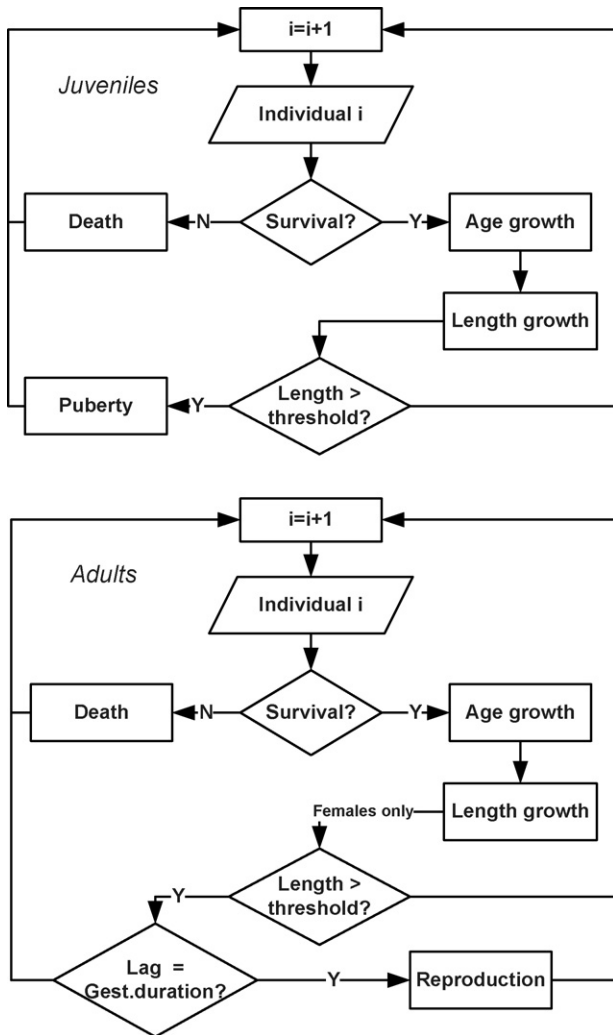 i=i+1
Juveniles
Individual i
Death
N
Survival?
Y
Age growth
Length growth
Puberty
Y
Length >
threshold?
i=i+1
Adults
Individual i
Death
N
Survival?
Y
Age growth
Females only
Length growth
Y
Length >
threshold?
Lag =
Gest.duration?
Y
Reproduction